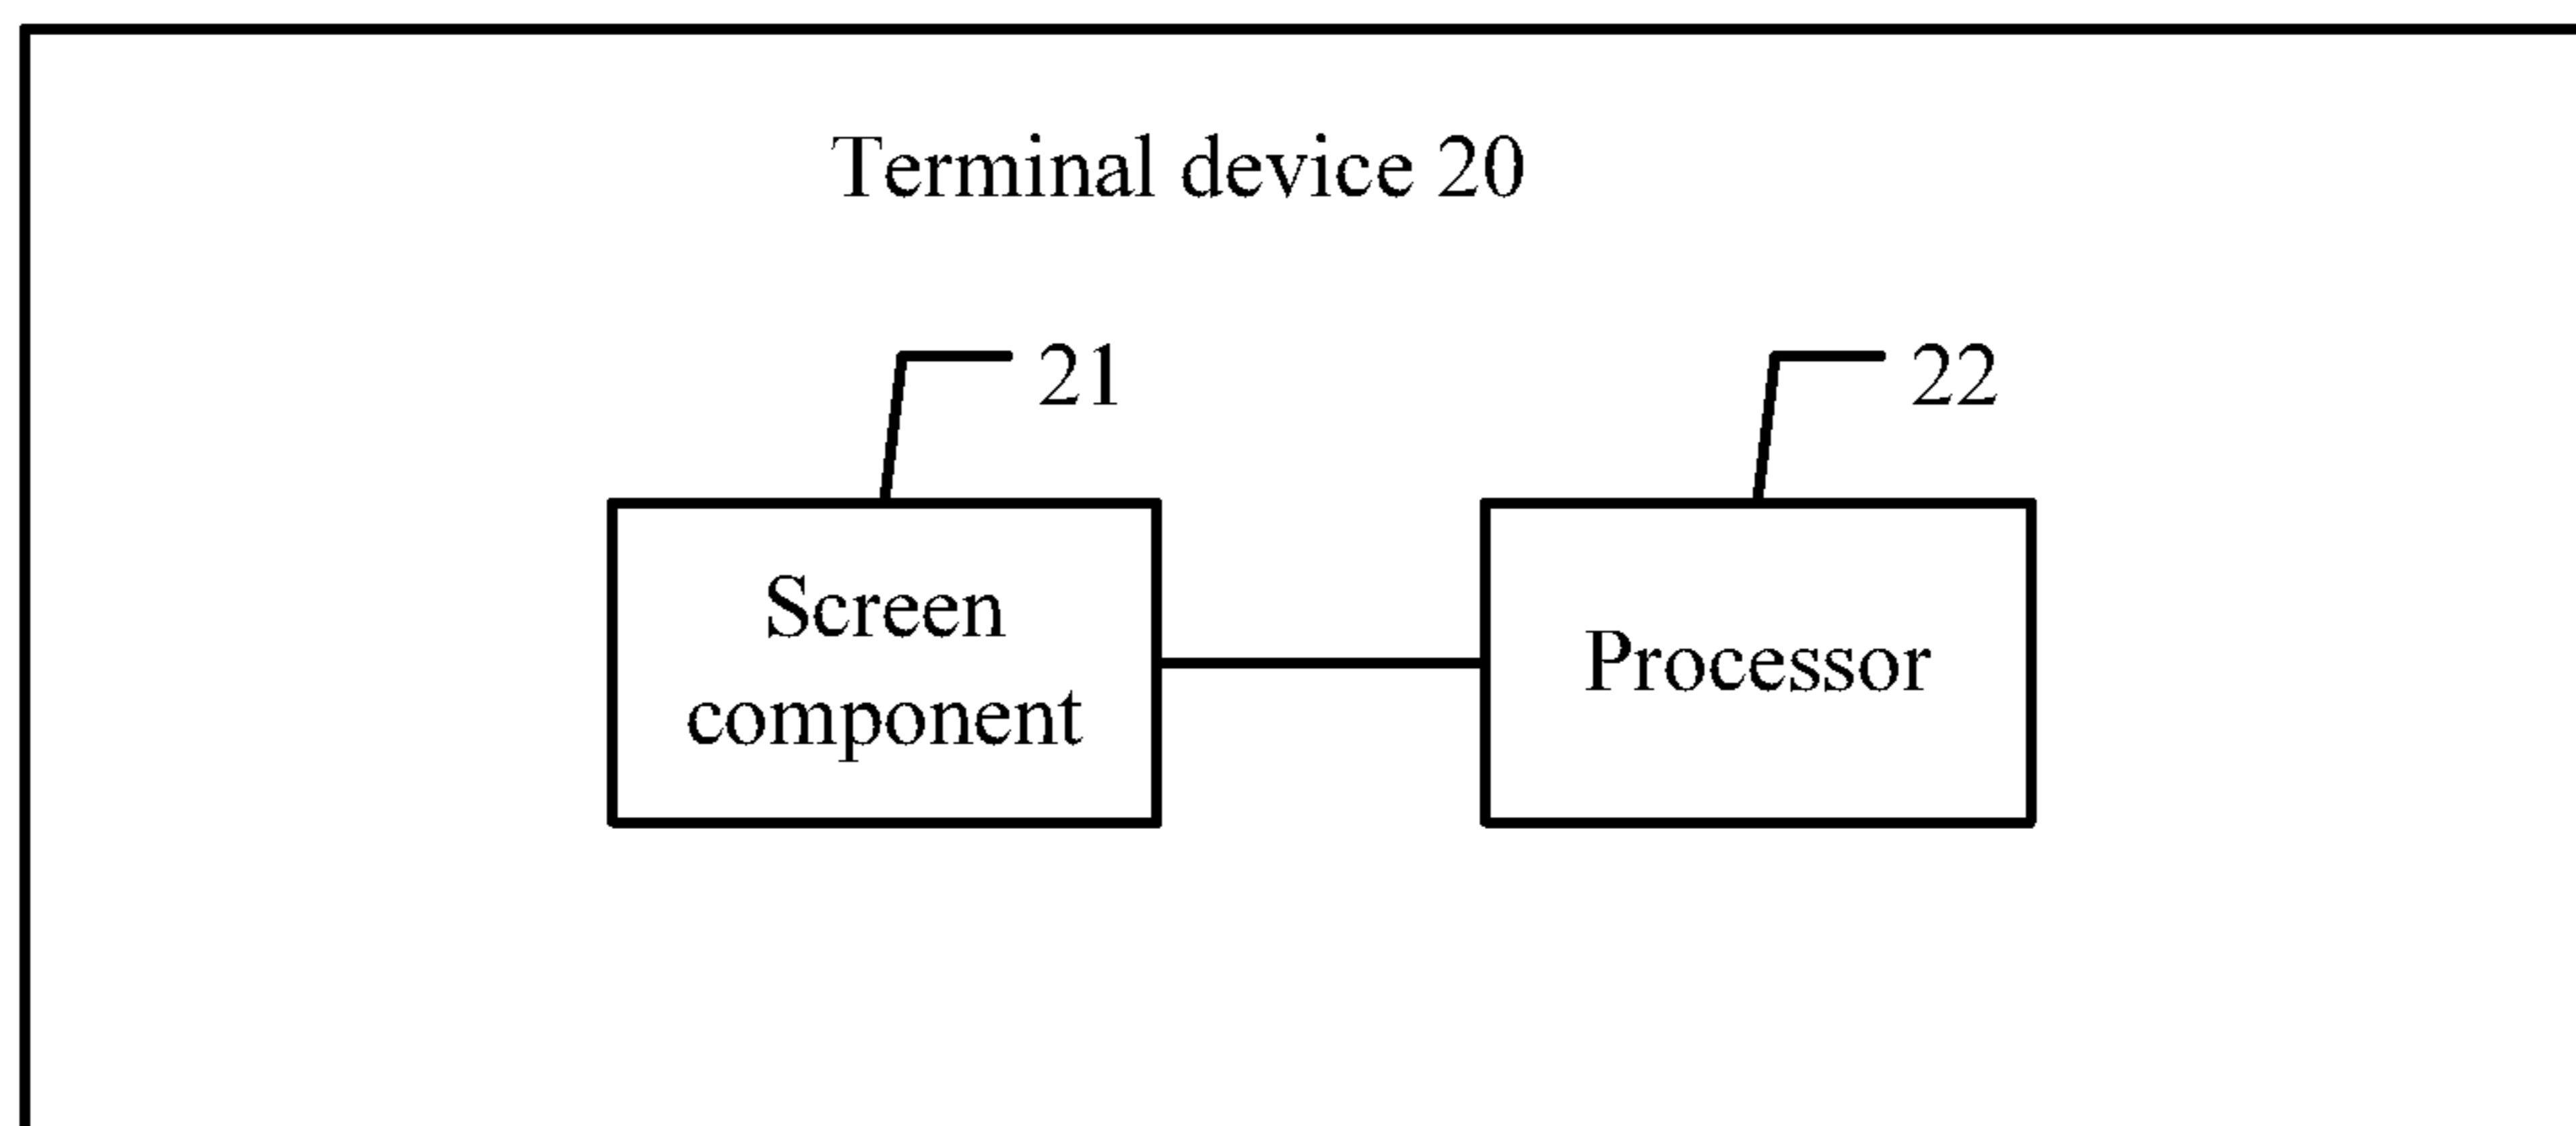 Terminal device 20
21
22
Screen
component
Processor